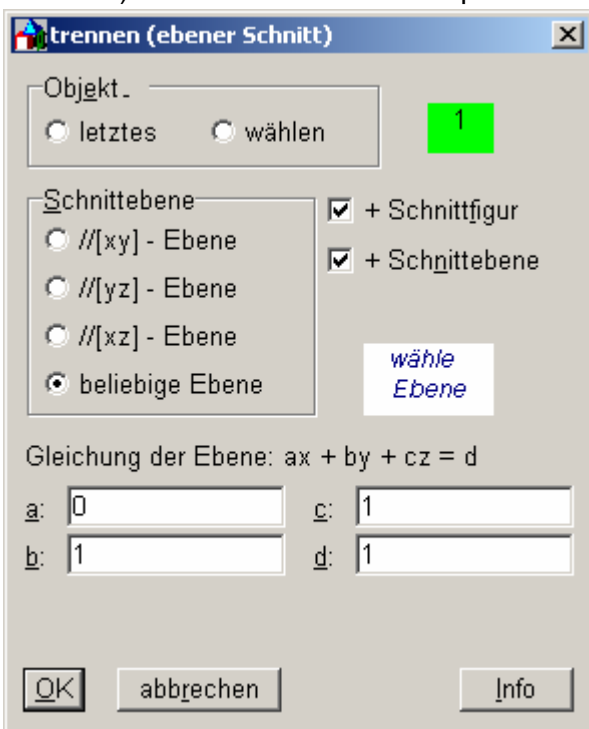 trennen (ebener Schnitt)
Objekt
letztes wählen
1
Schnittebene
//[xy] - Ebene
//[yz] - Ebene
//[xz] - Ebene
beliebige Ebene
+ Schnittfigur
+ Schnittebene
wähle
Ebene
Gleichung der Ebene: ax + by + cz = d
a: 0 c: 1
b: 1 d: 1
OK abbrechen Info